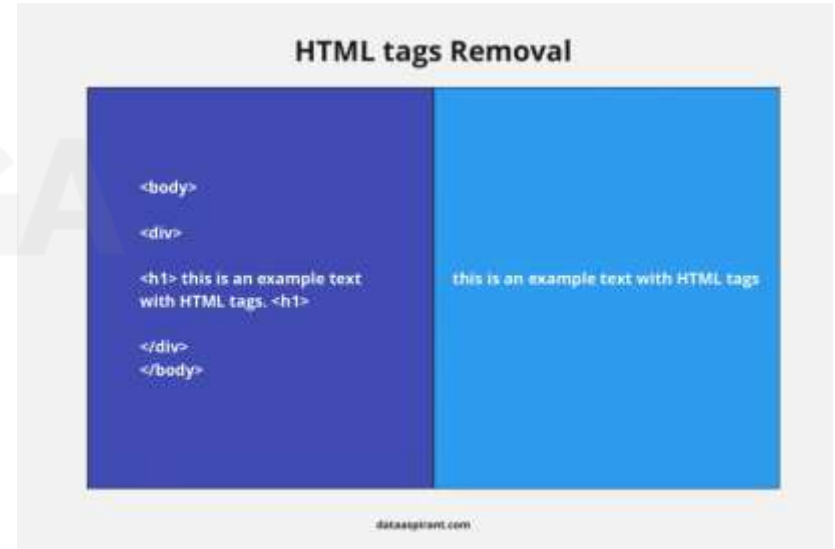 HTML tags Removal
<body>
<div>
<h1> this is an example text
with HTML tags. <h1>
</div>
</body>
this is an example text with HTML tags
dataaspirant.com